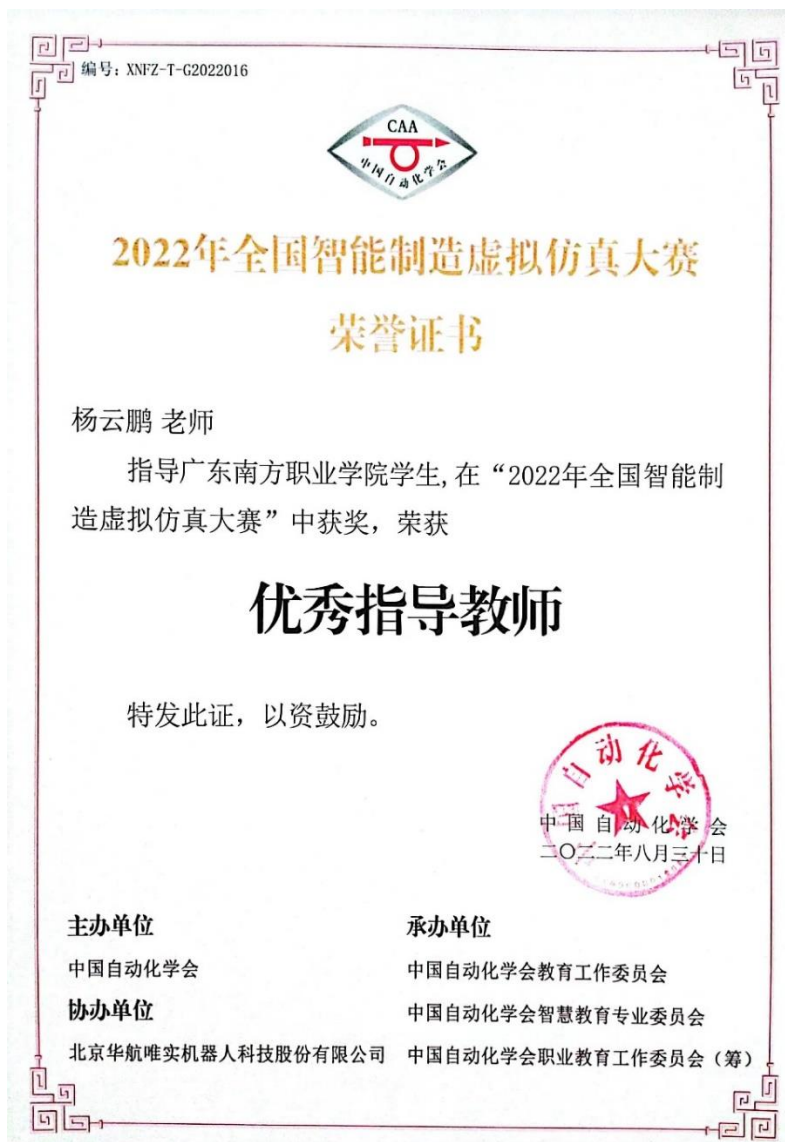 编号：XNFZ-T-G2022016
CAA
中国自动化学会
2022年全国智能制造虚拟仿真大赛
荣誉证书
杨云鹏 老师
指导广东南方职业学院学生,在“2022年全国智能制
造虚拟仿真大赛”中获奖，荣获
优秀指导教师
特发此证，以资鼓励。
中国自动化学会
中国自动化学会
二〇二二年八月三十日
主办单位
中国自动化学会
协办单位
北京华航唯实机器人科技股份有限公司
承办单位
中国自动化学会教育工作委员会
中国自动化学会智慧教育专业委员会
中国自动化学会职业教育工作委员会（筹）